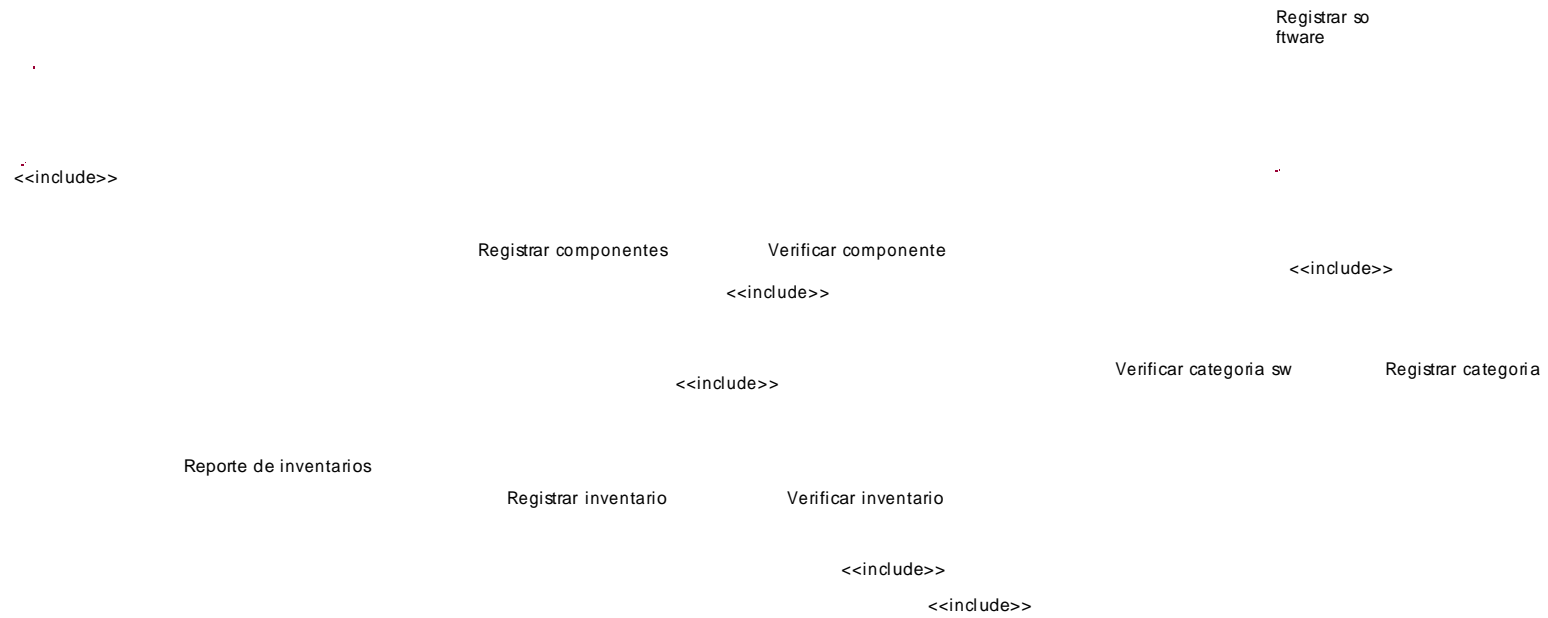 Registrar so
ftware
<<include>>
Registrar componentes
Verificar componente
<<include>>
<<include>>
Verificar categoria sw
Registrar categoria
<<include>>
Reporte de inventarios
Registrar inventario
Verificar inventario
<<include>>
<<include>>